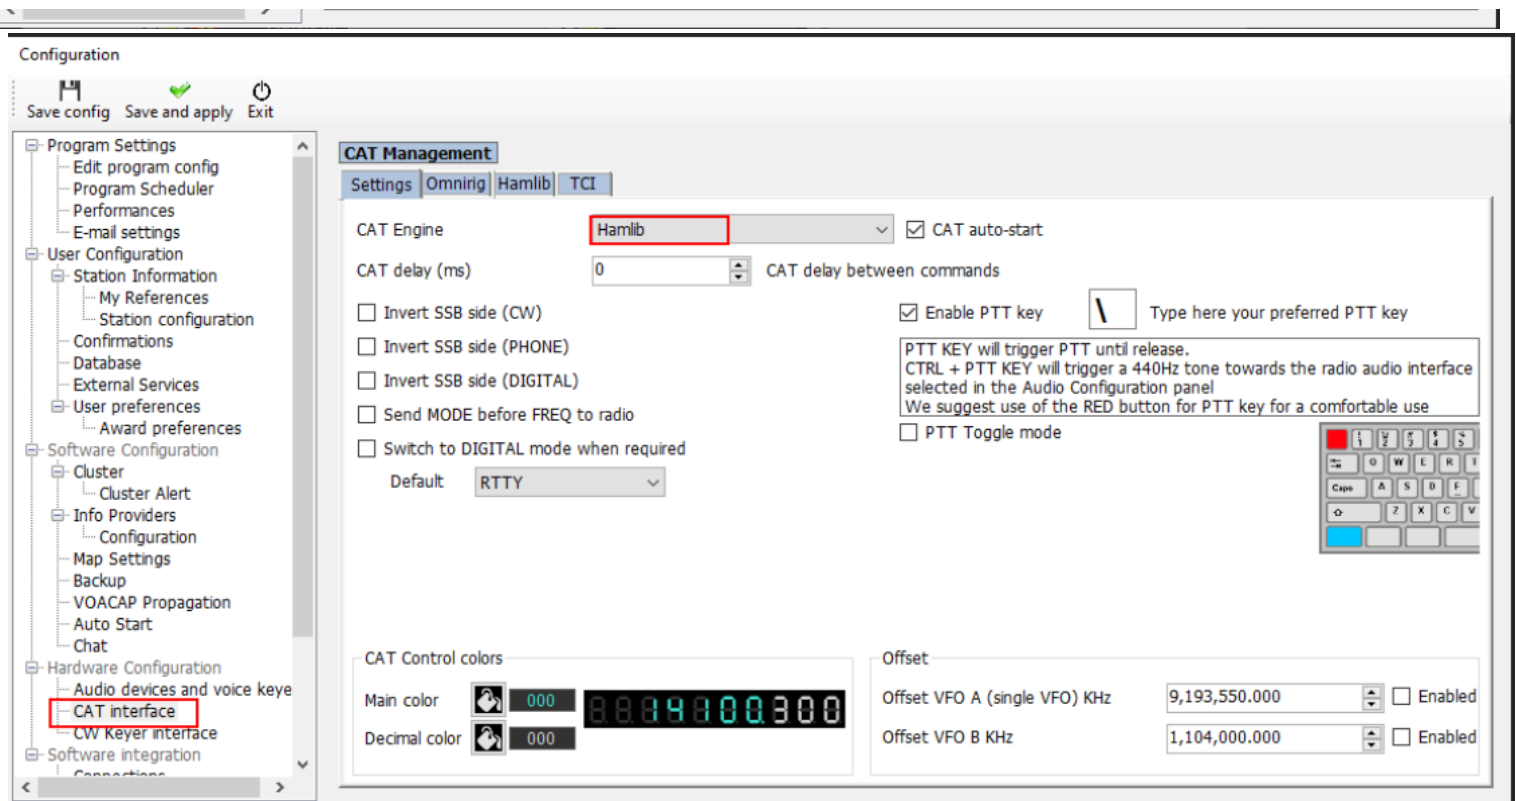 Configuration
Save config Save and apply Exit
Program Settings
Edit program config
Program Scheduler
Performances
E-mail settings
User Configuration
Station Information
My References
Station configuration
Confirmations
Database
External Services
User preferences
Award preferences
Software Configuration
Cluster
Cluster Alert
Info Providers
Configuration
Map Settings
Backup
VOACAP Propagation
Auto Start
Chat
Hardware Configuration
Audio devices and voice keye
CAT interface
CW Keyer interface
Software integration
Connections
CAT Management
Settings Omnirig Hamlib TCI
CAT Engine Hamlib CAT auto-start
CAT delay (ms) 0 CAT delay between commands
Invert SSB side (CW)
Invert SSB side (PHONE)
Invert SSB side (DIGITAL)
Send MODE before FREQ to radio
Switch to DIGITAL mode when required
Default RTTY
Enable PTT key \ Type here your preferred PTT key
PTT KEY will trigger PTT until release.
CTRL + PTT KEY will trigger a 440Hz tone towards the radio audio interface
selected in the Audio Configuration panel
We suggest use of the RED button for PTT key for a comfortable use
PTT Toggle mode
W E R T
Caps A S D F
Z X C V
CAT Control colors
Main color 000
Decimal color 000
14100300
Offset
Offset VFO A (single VFO) KHz 9,193,550.000 Enabled
Offset VFO B KHz 1,104,000.000 Enabled